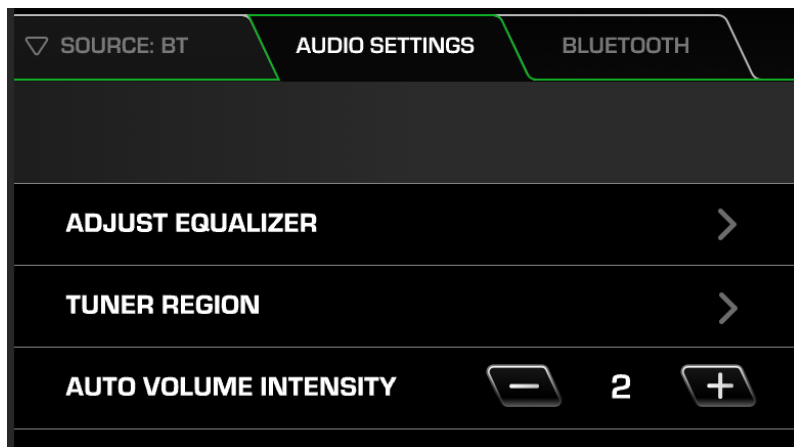 SOURCE: BT
AUDIO SETTINGS
BLUETOOTH
ADJUST EQUALIZER
TUNER REGION
AUTO VOLUME INTENSITY 2